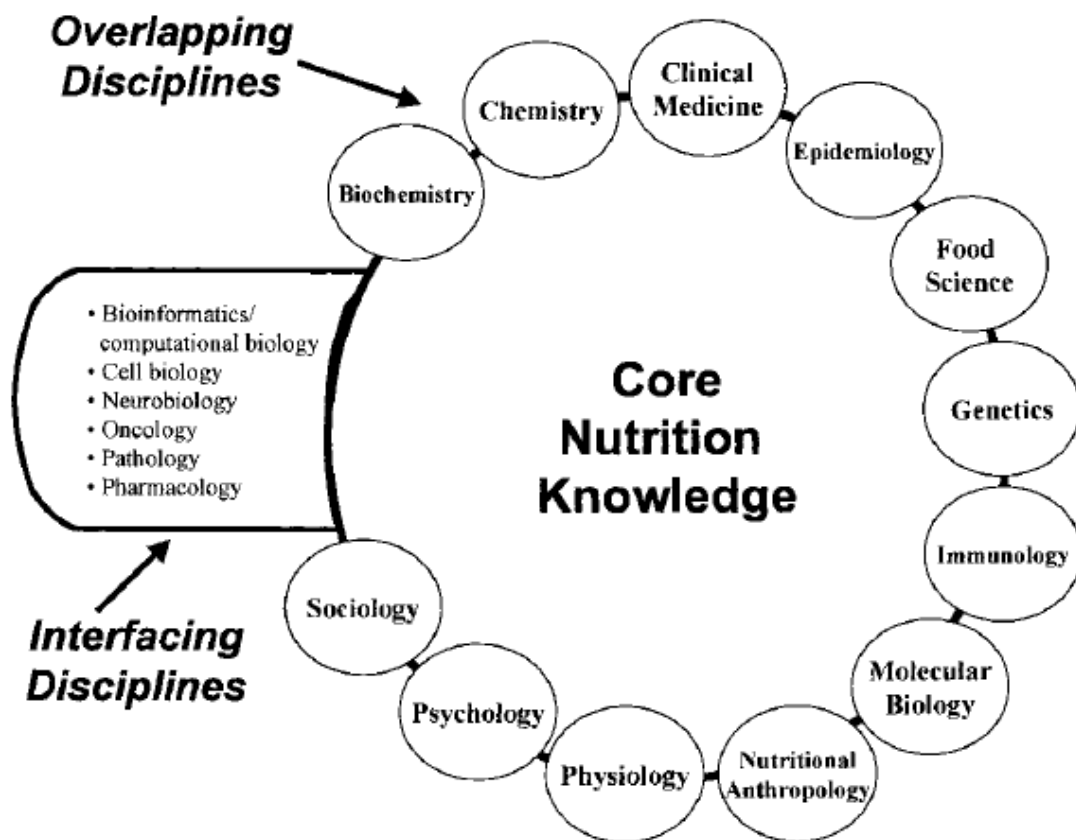 Overlapping
Disciplines
Chemistry
Clinical
Medicine
Epidemiology
Biochemistry
Food
Science
• Bioinformatics/
computational biology
• Cell biology
• Neurobiology
• Oncology
• Pathology
• Pharmacology
Core
Nutrition
Knowledge
Genetics
Immunology
Sociology
Interfacing
Disciplines
Molecular
Biology
Psychology
Physiology
Nutritional
Anthropology